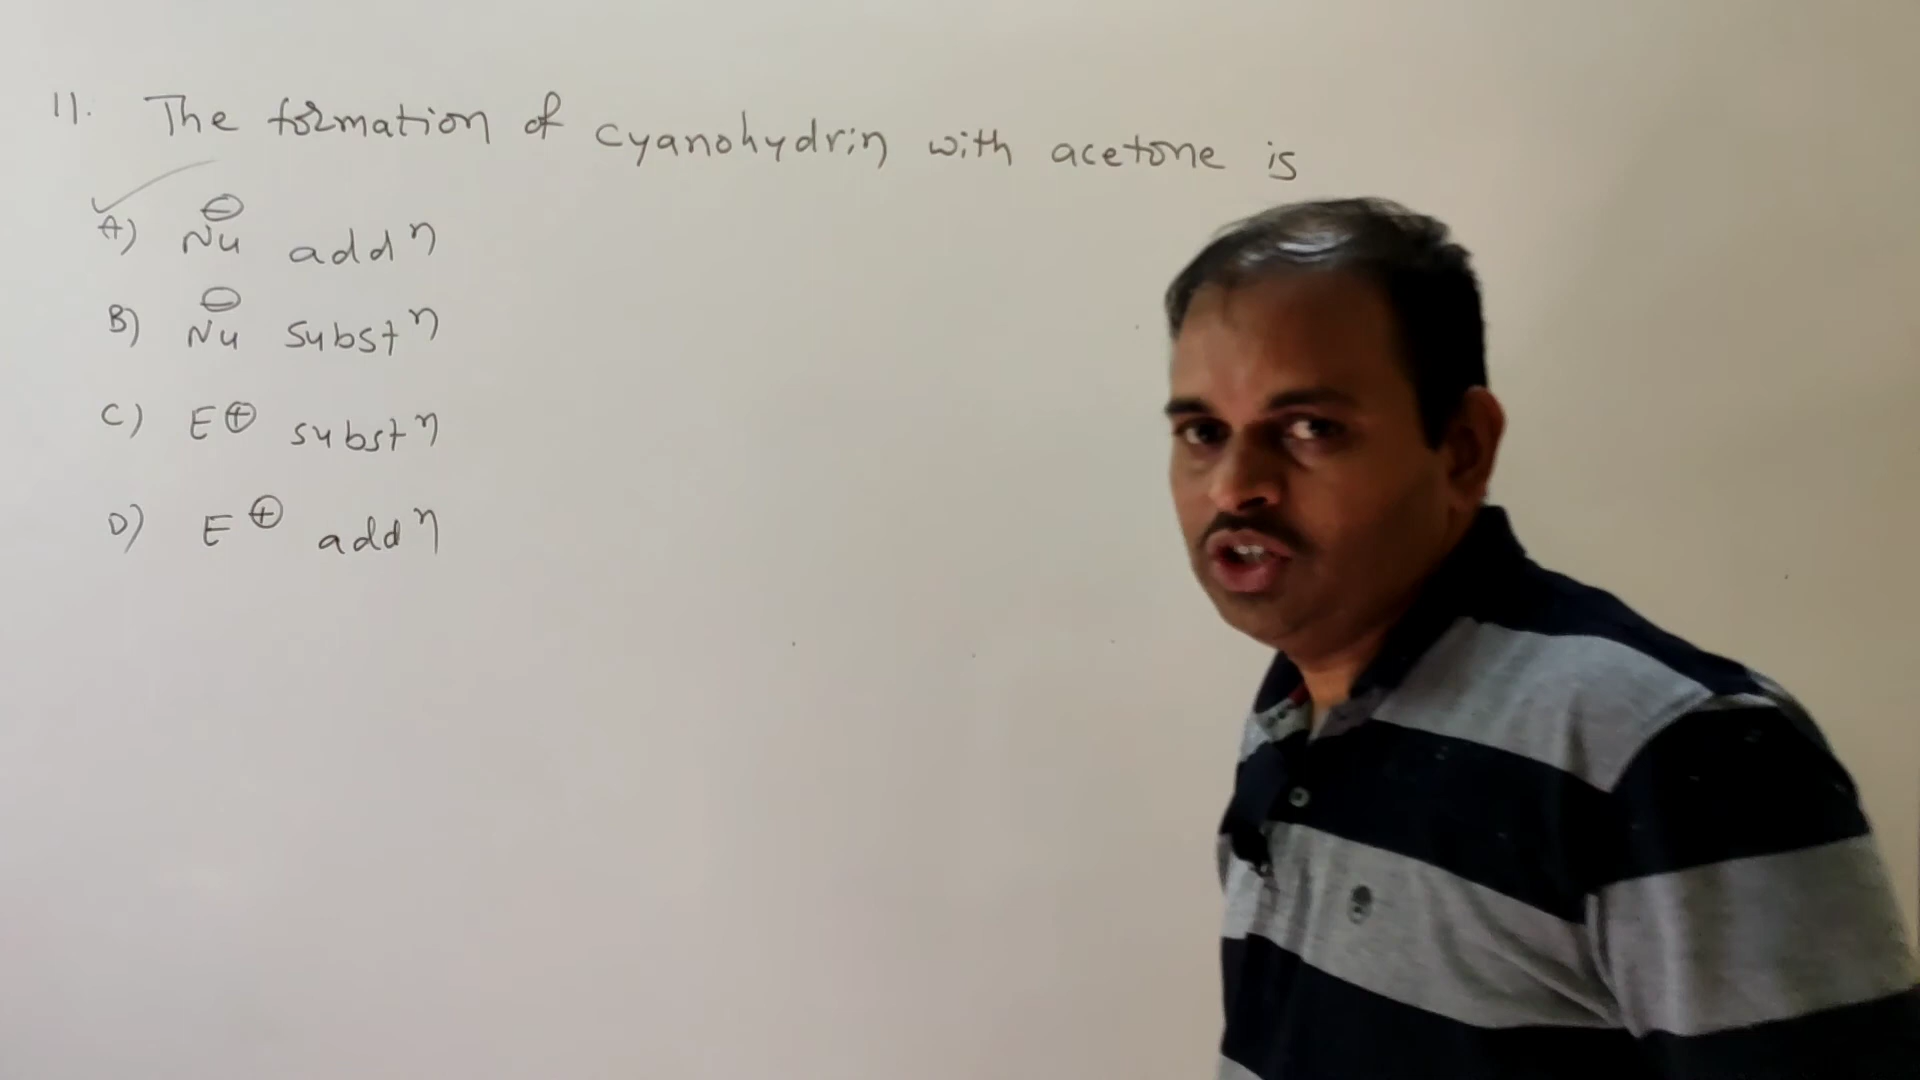 11. The formation of cyanohydrin with acetone is
A) Nu⊖ addⁿ
B) Nu⊖ substⁿ
C) E⊕ substⁿ
D) E⊕ addⁿ